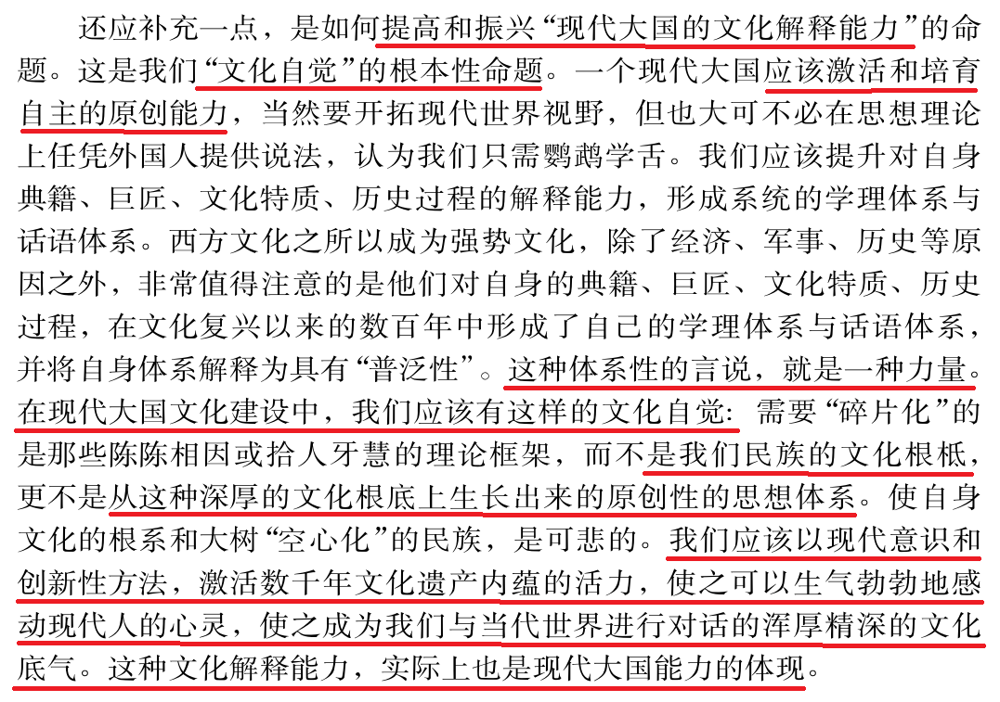 还应补充一点，是如何提高和振兴“现代大国的文化解释能力”的命
题。这是我们“文化自觉”的根本性命题。一个现代大国应该激活和培育
自主的原创能力，当然要开拓现代世界视野，但也大可不必在思想理论
上任凭外国人提供说法，认为我们只需鹦鹉学舌。我们应该提升对自身
典籍、巨匠、文化特质、历史过程的解释能力，形成系统的学理体系与
话语体系。西方文化之所以成为强势文化，除了经济、军事、历史等原
因之外，非常值得注意的是他们对自身的典籍、巨匠、文化特质、历史
过程，在文化复兴以来的数百年中形成了自己的学理体系与话语体系，
并将自身体系解释为具有“普泛性”。这种体系性的言说，就是一种力量。
在现代大国文化建设中，我们应该有这样的文化自觉：需要“碎片化”的
是那些陈陈相因或拾人牙慧的理论框架，而不是我们民族的文化根柢，
更不是从这种深厚的文化根底上生长出来的原创性的思想体系。使自身
文化的根系和大树“空心化”的民族，是可悲的。我们应该以现代意识和
创新性方法，激活数千年文化遗产内蕴的活力，使之可以生气勃勃地感
动现代人的心灵，使之成为我们与当代世界进行对话的浑厚精深的文化
底气。这种文化解释能力，实际上也是现代大国能力的体现。